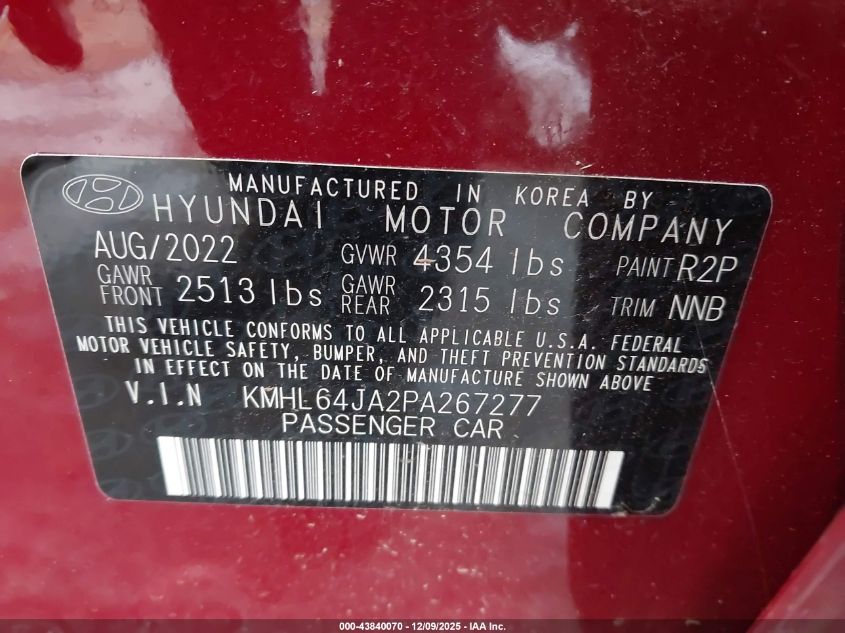 MANUFACTURED IN KOREA BY
HYUNDAI MOTOR COMPANY
AUG/2022 GVWR 4354 lbs PAINT R2P
GAWR FRONT 2513 lbs GAWR REAR 2315 lbs TRIM NNB
THIS VEHICLE CONFORMS TO ALL APPLICABLE U.S.A. FEDERAL
MOTOR VEHICLE SAFETY, BUMPER, AND THEFT PREVENTION STANDARDS
IN EFFECT ON THE DATE OF MANUFACTURE SHOWN ABOVE
V.I.N KMHL64JA2PA267277
PASSENGER CAR
000-43840070 - 12/09/2025 - IAA Inc.